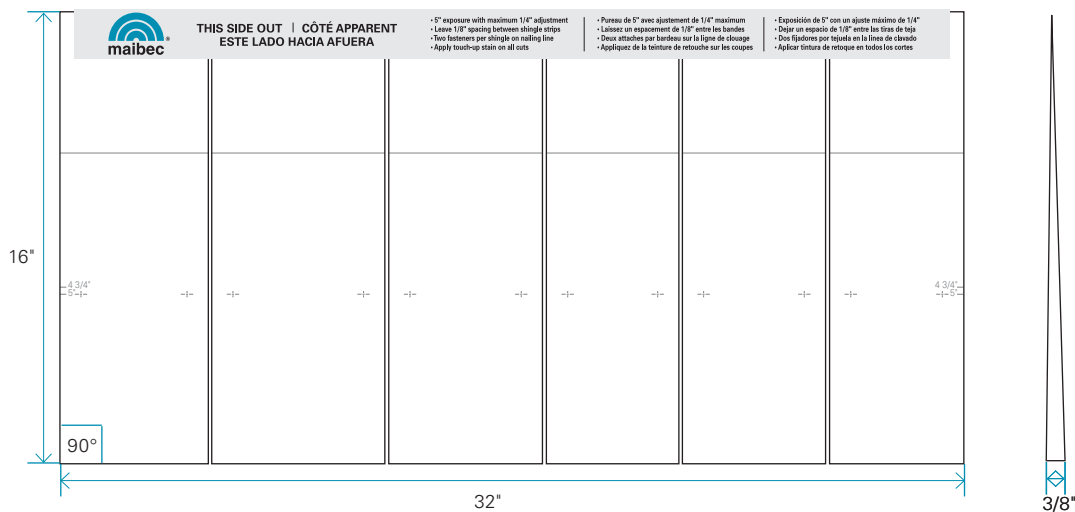 maibec®
THIS SIDE OUT | CÔTÉ APPARENT
ESTE LADO HACIA AFUERA
• 5" exposure with maximum 1/4" adjustment
• Leave 1/8" spacing between shingle strips
• Two fasteners per shingle on nailing line
• Apply touch-up stain on all cuts
• Pureau de 5" avec ajustement de 1/4" maximum
• Laissez un espacement de 1/8" entre les bandes
• Deux attaches par bardeau sur la ligne de clouage
• Appliquez de la teinture de retouche sur les coupes
• Exposición de 5" con un ajuste máximo de 1/4"
• Dejar un espacio de 1/8" entre las tiras de teja
• Dos fijadores por tejuela en la linea de clavado
• Aplicar tintura de retoque en todos los cortes
16"
4 3/4"
5"
4 3/4"
5"
90°
32"
3/8"